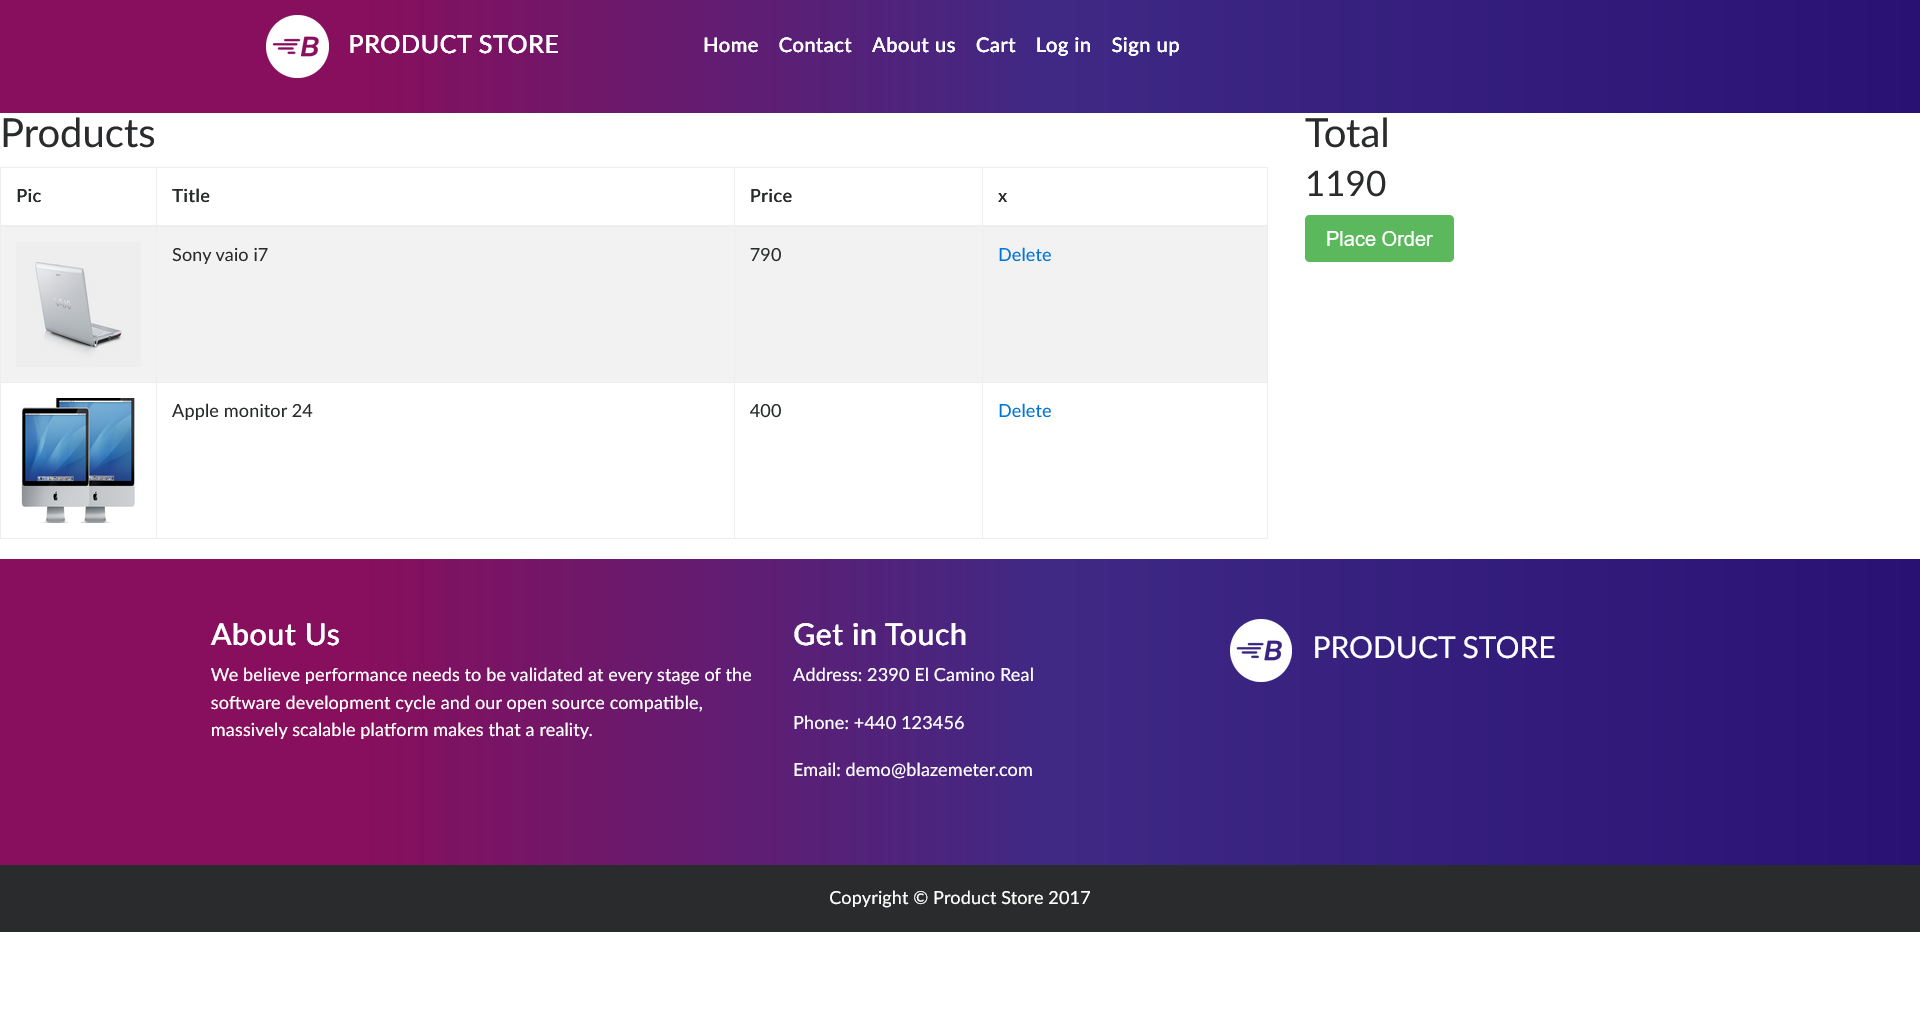 B PRODUCT STORE Home Contact About us Cart Log in Sign up
Products
Total
1190
Place Order
Pic Title Price x
Sony vaio i7 790 Delete
VAIO
Apple monitor 24 400 Delete
About Us
We believe performance needs to be validated at every stage of the
software development cycle and our open source compatible,
massively scalable platform makes that a reality.
Get in Touch
Address: 2390 El Camino Real
Phone: +440 123456
Email: demo@blazemeter.com
B PRODUCT STORE
Copyright © Product Store 2017